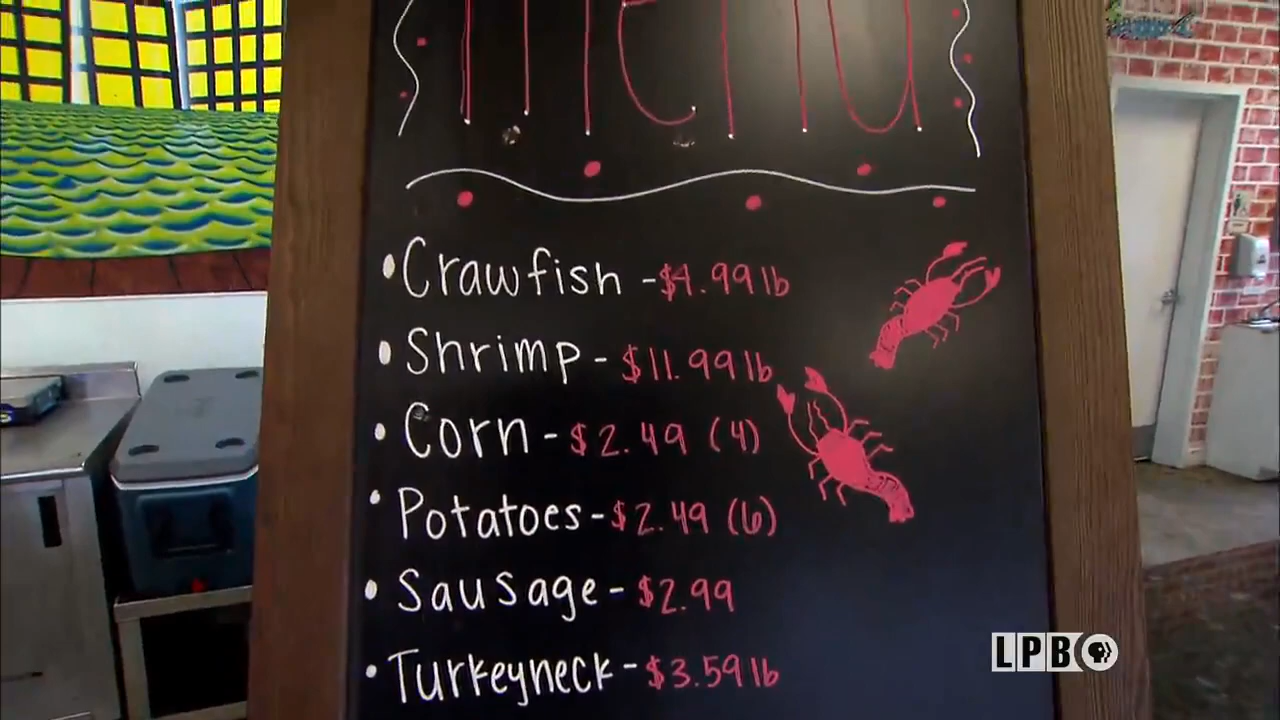 menu
•Crawfish -$4.99 lb
•Shrimp - $11.99 lb
•Corn - $2.49 (4)
•Potatoes - $2.49 (6)
•Sausage - $2.99
•Turkeyneck - $3.59 lb
LPB